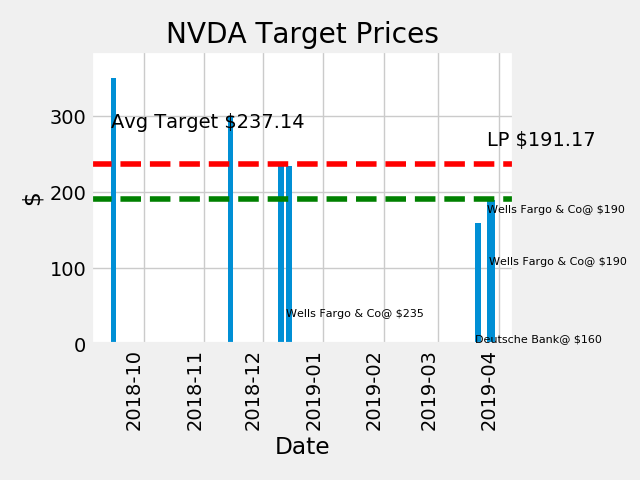 NVDA Target Prices
Avg Target $237.14
LP $191.17
Wells Fargo & Co@ $190
Wells Fargo & Co@ $190
Wells Fargo & Co@ $235
Deutsche Bank@ $160
$
300
200
100
0
2018-10
2018-11
2018-12
2019-01
2019-02
2019-03
2019-04
Date